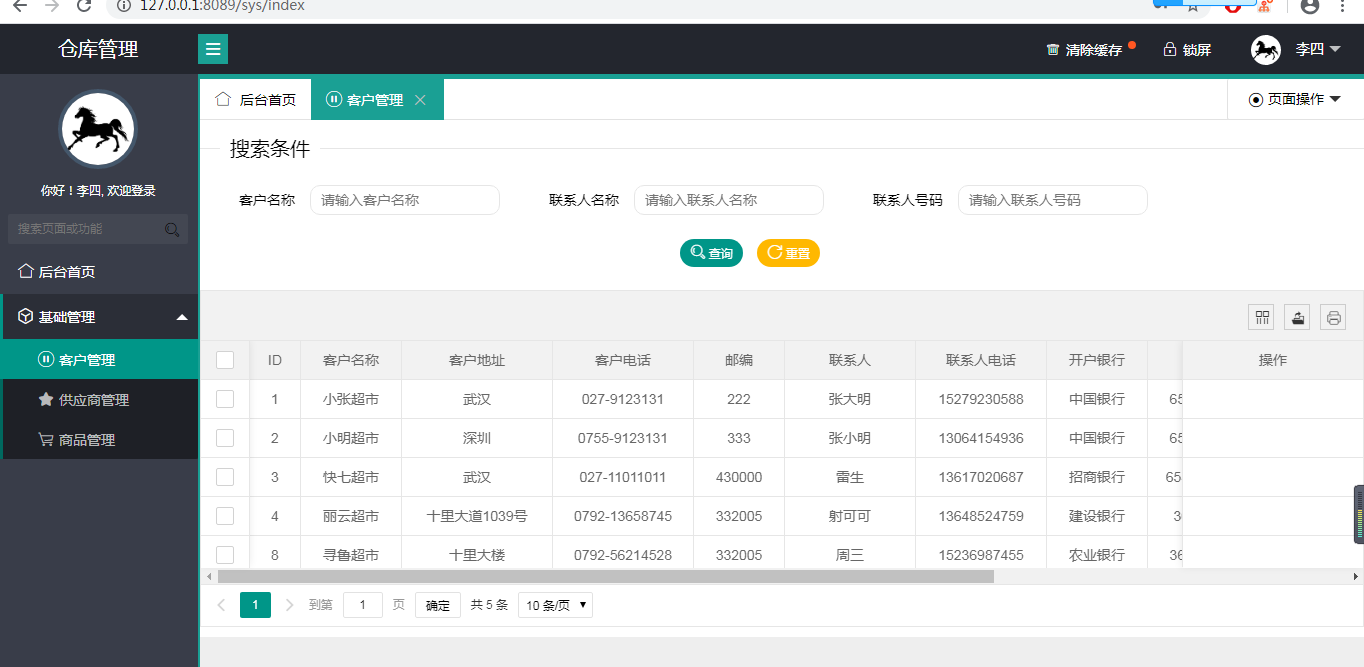 127.0.0.1:8089/sys/index
仓库管理
清除缓存
锁屏
李四
后台首页
客户管理
页面操作
你好！李四, 欢迎登录
搜索页面或功能
后台首页
基础管理
客户管理
供应商管理
商品管理
搜索条件
客户名称 请输入客户名称 联系人名称 请输入联系人名称 联系人号码 请输入联系人号码
查询 重置
ID 客户名称 客户地址 客户电话 邮编 联系人 联系人电话 开户银行 操作
1 小张超市 武汉 027-9123131 222 张大明 15279230588 中国银行 65
2 小明超市 深圳 0755-9123131 333 张小明 13064154936 中国银行 65
3 快七超市 武汉 027-11011011 430000 雷生 13617020687 招商银行 65
4 丽云超市 十里大道1039号 0792-13658745 332005 射可可 13648524759 建设银行 3
8 寻鲁超市 十里大楼 0792-56214528 332005 周三 15236987455 农业银行 36
1 到第 1 页 确定 共 5 条 10 条/页